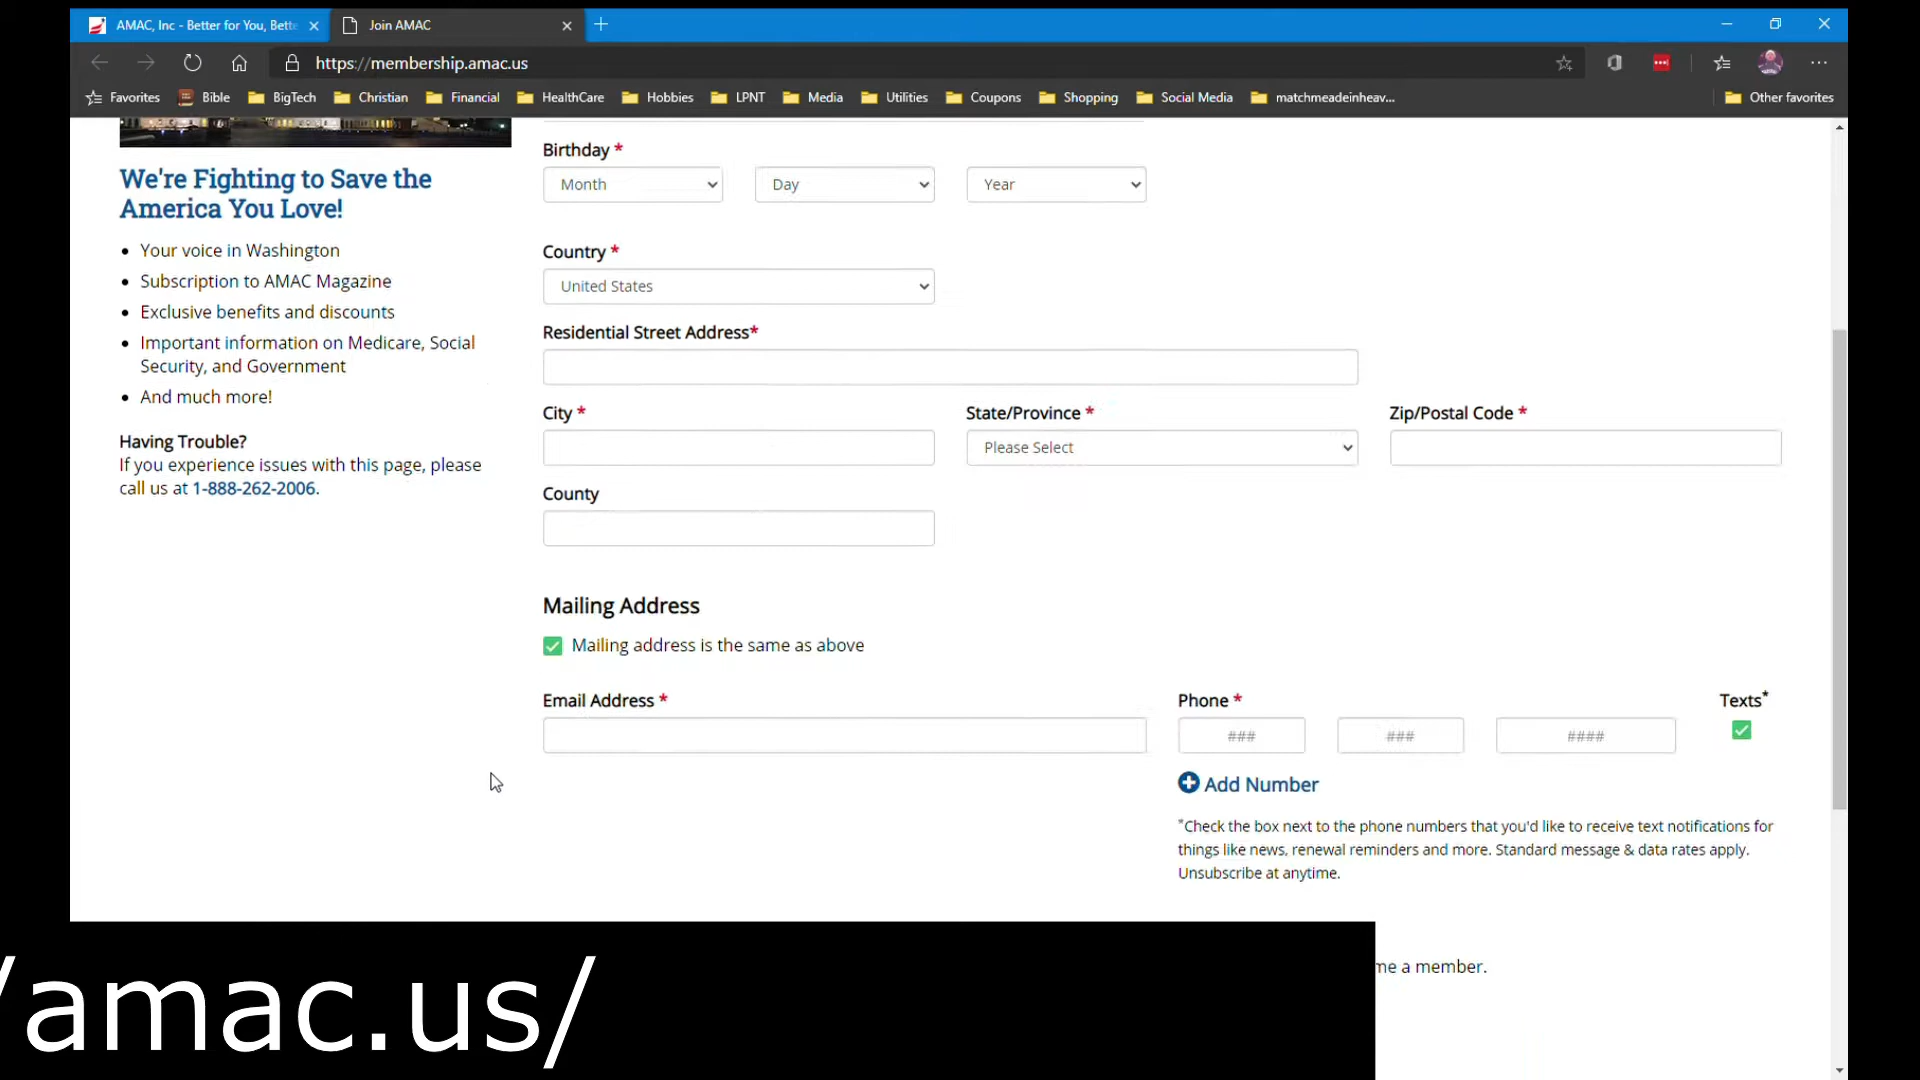 AMAC, Inc - Better for You, Bette
Join AMAC
https://membership.amac.us
Favorites
Bible
BigTech
Christian
Financial
HealthCare
Hobbies
LPNT
Media
Utilities
Coupons
Shopping
Social Media
matchmeadeinheav...
Other favorites
We're Fighting to Save the
America You Love!
• Your voice in Washington
• Subscription to AMAC Magazine
• Exclusive benefits and discounts
• Important information on Medicare, Social
Security, and Government
• And much more!
Having Trouble?
If you experience issues with this page, please
call us at 1-888-262-2006.
Birthday *
Month
Day
Year
Country *
United States
Residential Street Address*
City *
State/Province *
Zip/Postal Code *
Please Select
County
Mailing Address
Mailing address is the same as above
Email Address *
Phone *
Texts*
###
###
####
Add Number
*Check the box next to the phone numbers that you'd like to receive text notifications for
things like news, renewal reminders and more. Standard message & data rates apply.
Unsubscribe at anytime.
me a member.
/amac.us/